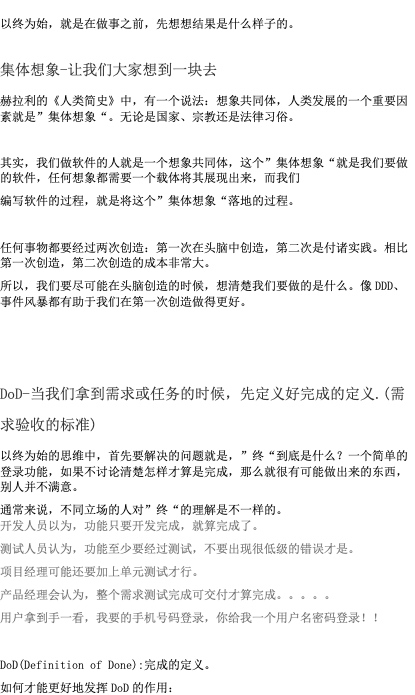 以终为始，就是在做事之前，先想想结果是什么样子的。
集体想象-让我们大家想到一块去
赫拉利的《人类简史》中，有一个说法：想象共同体，人类发展的一个重要因
素就是”集体想象“。无论是国家、宗教还是法律习俗。
其实，我们做软件的人就是一个想象共同体，这个”集体想象“就是我们要做
的软件，任何想象都需要一个载体将其展现出来，而我们
编写软件的过程，就是将这个”集体想象“落地的过程。
任何事物都要经过两次创造：第一次在头脑中创造，第二次是付诸实践。相比
第一次创造，第二次创造的成本非常大。
所以，我们要尽可能在头脑创造的时候，想清楚我们要做的是什么。像 DDD、
事件风暴都有助于我们在第一次创造做得更好。
DoD-当我们拿到需求或任务的时候，先定义好完成的定义.(需
求验收的标准)
以终为始的思维中，首先要解决的问题就是，”终“到底是什么？一个简单的
登录功能，如果不讨论清楚怎样才算是完成，那么就很有可能做出来的东西，
别人并不满意。
通常来说，不同立场的人对”终“的理解是不一样的。
开发人员以为，功能只要开发完成，就算完成了。
测试人员认为，功能至少要经过测试，不要出现很低级的错误才是。
项目经理可能还要加上单元测试才行。
产品经理会认为，整个需求测试完成可交付才算完成。。。。。
用户拿到手一看，我要的手机号码登录，你给我一个用户名密码登录！！
DoD(Definition of Done):完成的定义。
如何才能更好地发挥 DoD 的作用：